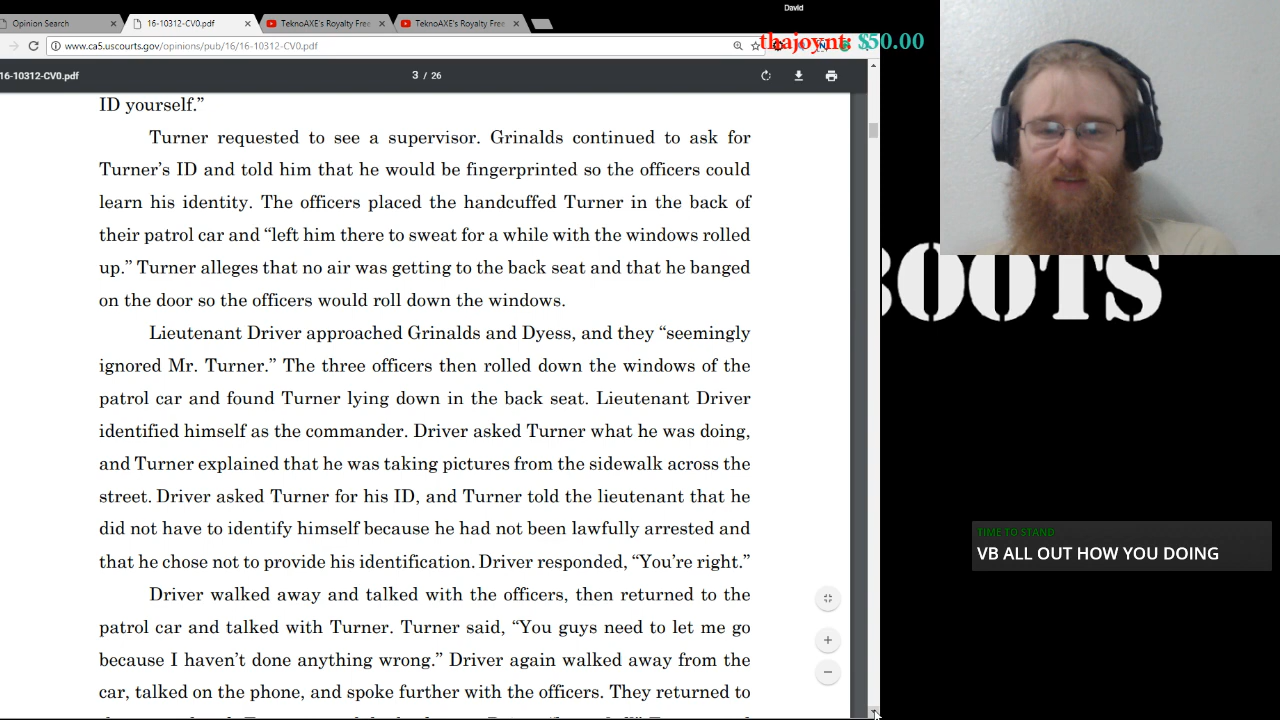 David
Opinion Search
16-10312-CV0.pdf
TeknoAXE's Royalty Free
TeknoAXE's Royalty Free
www.ca5.uscourts.gov/opinions/pub/16/16-10312-CV0.pdf
thajoynt: $50.00
16-10312-CV0.pdf
3 / 26
ID yourself.”
Turner requested to see a supervisor. Grinalds continued to ask for
Turner’s ID and told him that he would be fingerprinted so the officers could
learn his identity. The officers placed the handcuffed Turner in the back of
their patrol car and “left him there to sweat for a while with the windows rolled
up.” Turner alleges that no air was getting to the back seat and that he banged
on the door so the officers would roll down the windows.
Lieutenant Driver approached Grinalds and Dyess, and they “seemingly
ignored Mr. Turner.” The three officers then rolled down the windows of the
patrol car and found Turner lying down in the back seat. Lieutenant Driver
identified himself as the commander. Driver asked Turner what he was doing,
and Turner explained that he was taking pictures from the sidewalk across the
street. Driver asked Turner for his ID, and Turner told the lieutenant that he
did not have to identify himself because he had not been lawfully arrested and
that he chose not to provide his identification. Driver responded, “You’re right.”
Driver walked away and talked with the officers, then returned to the
patrol car and talked with Turner. Turner said, “You guys need to let me go
because I haven’t done anything wrong.” Driver again walked away from the
car, talked on the phone, and spoke further with the officers. They returned to
BOOTS
TIME TO STAND
VB ALL OUT HOW YOU DOING